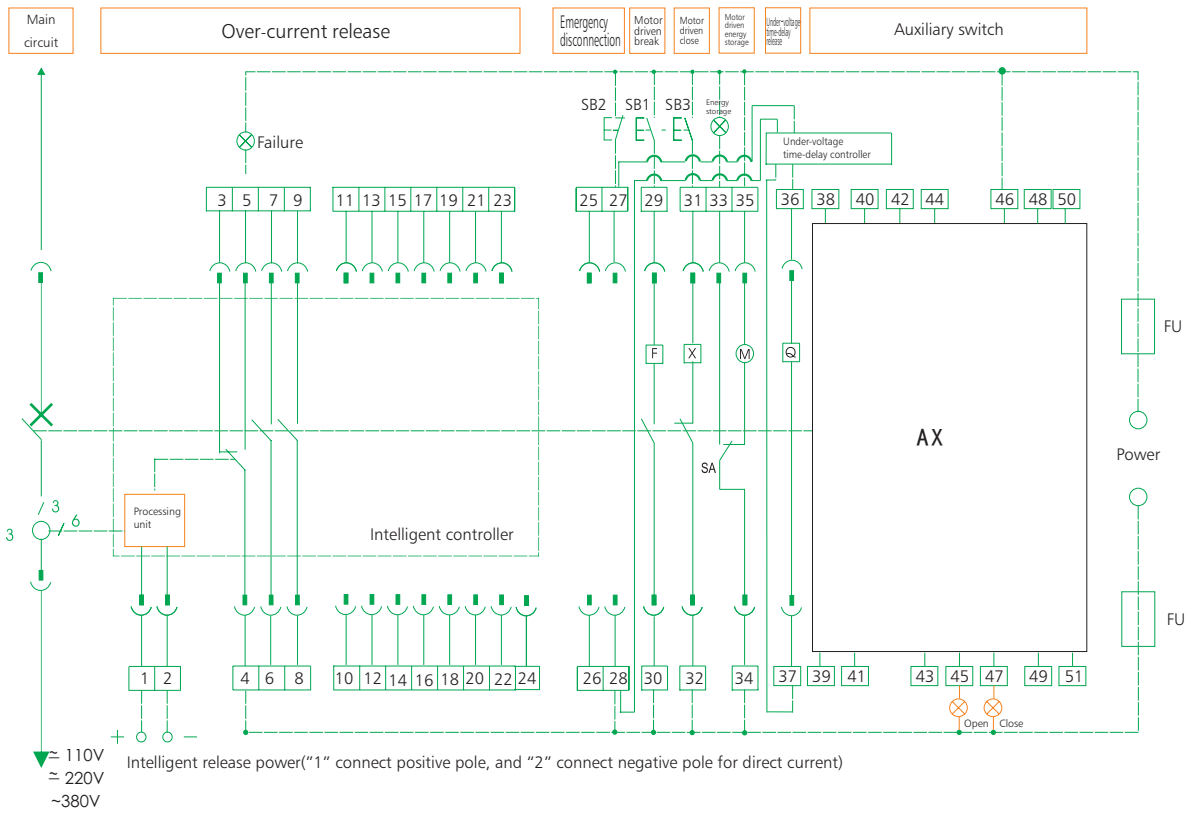 Main
circuit
Over-current release
Emergency
disconnection
Motor
driven
break
Motor
driven
close
Motor
driven
energy
storage
Under-voltage
time-delay
release
Auxiliary switch
SB2 SB1 SB3
Energy
storage
Failure
Under-voltage
time-delay controller
3 5 7 9 11 13 15 17 19 21 23 25 27 29 31 33 35 36 38 40 42 44 46 48 50
FU
F X M Q
AX
SA
Power
3
6
3
Processing
unit
Intelligent controller
FU
1 2 4 6 8 10 12 14 16 18 20 22 24 26 28 30 32 34 37 39 41 43 45 47 49 51
Open Close
+ −
≃ 110V
≃ 220V
~380V
Intelligent release power("1" connect positive pole, and “2” connect negative pole for direct current)